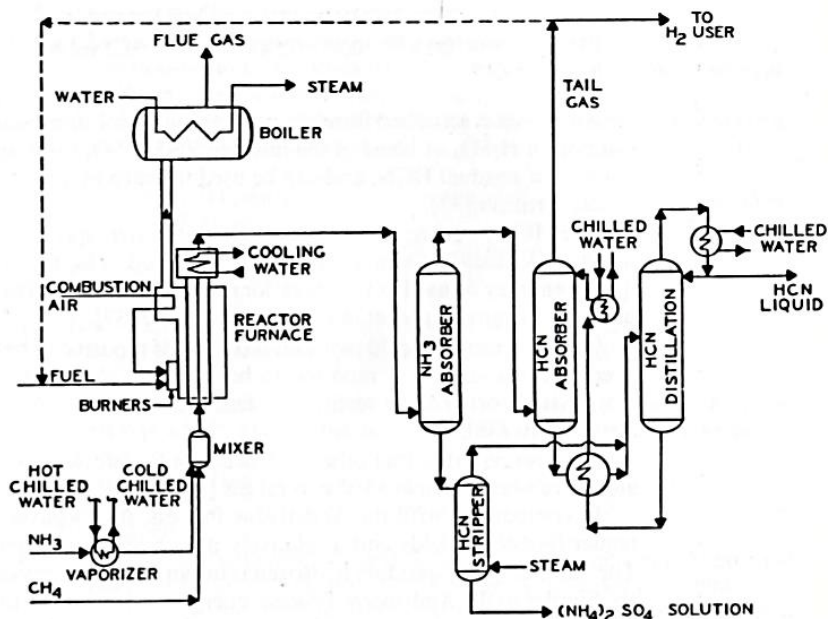 TO
H₂ USER
FLUE GAS
WATER
STEAM
TAIL
GAS
BOILER
CHILLED
WATER
CHILLED
WATER
COOLING
WATER
COMBUSTION
AIR
REACTOR
FURNACE
NH₃
ABSORBER
HCN
ABSORBER
HCN
DISTILLATION
HCN
LIQUID
FUEL
BURNERS
MIXER
HOT
CHILLED
WATER
COLD
CHILLED
WATER
NH₃
VAPORIZER
CH₄
HCN
STRIPPER
STEAM
(NH₄)₂ SO₄ SOLUTION